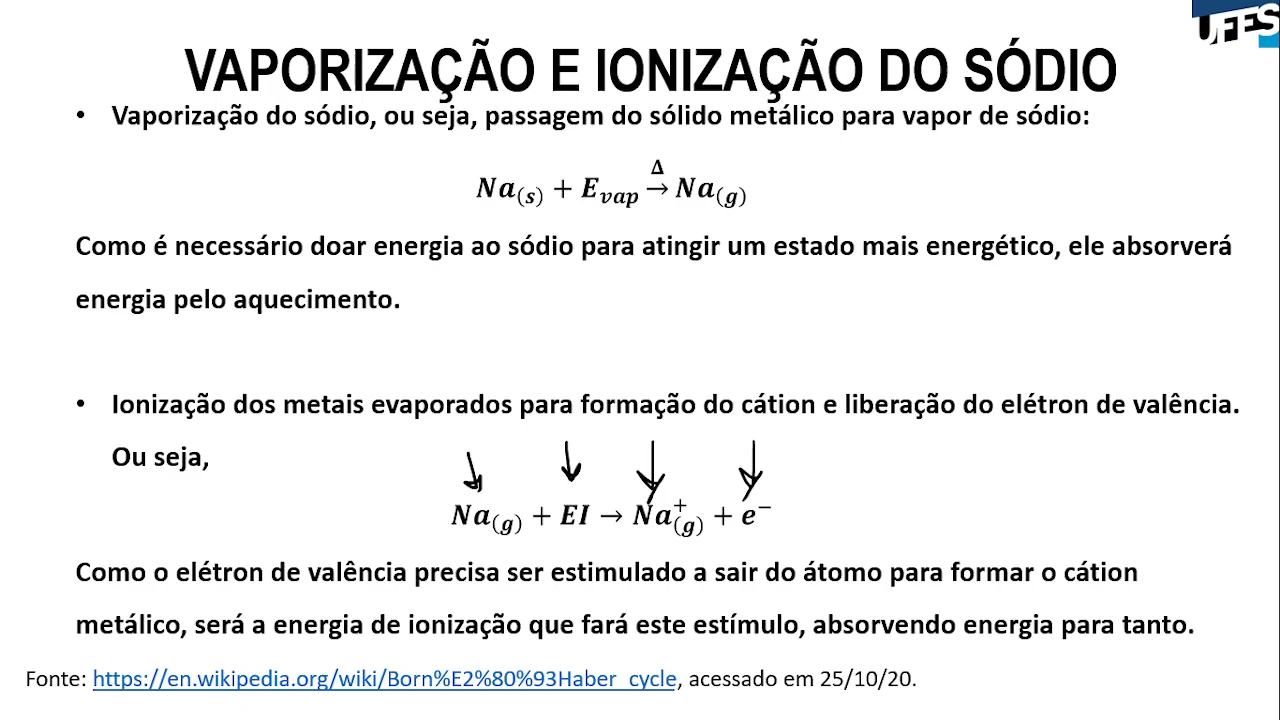 UFES
VAPORIZAÇÃO E IONIZAÇÃO DO SÓDIO
• Vaporização do sódio, ou seja, passagem do sólido metálico para vapor de sódio:
Δ
Na(s) + Evap → Na(g)
Como é necessário doar energia ao sódio para atingir um estado mais energético, ele absorverá
energia pelo aquecimento.
• Ionização dos metais evaporados para formação do cátion e liberação do elétron de valência.
Ou seja,
Na(g) + EI → Na⁺(g) + e⁻
Como o elétron de valência precisa ser estimulado a sair do átomo para formar o cátion
metálico, será a energia de ionização que fará este estímulo, absorvendo energia para tanto.
Fonte: https://en.wikipedia.org/wiki/Born%E2%80%93Haber_cycle, acessado em 25/10/20.